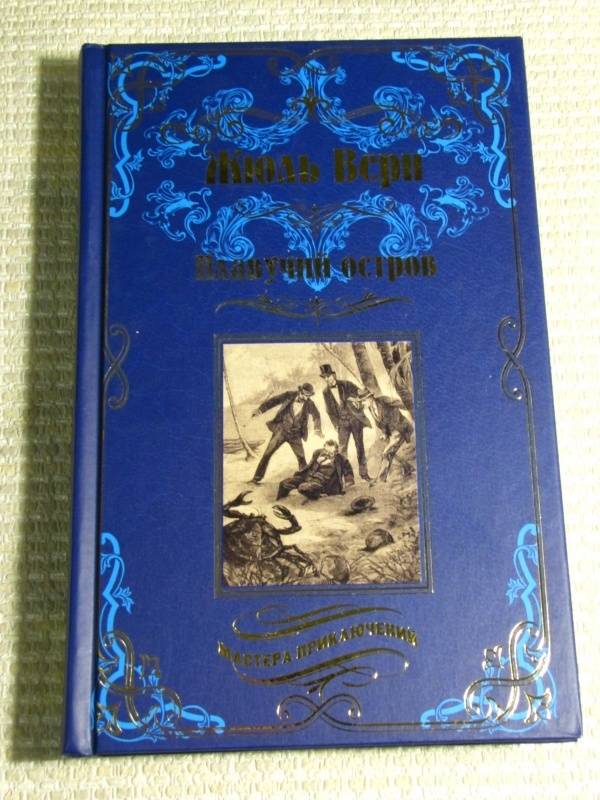 Жюль Верн
Плавучий остров
МАСТЕРА ПРИКЛЮЧЕНИЙ